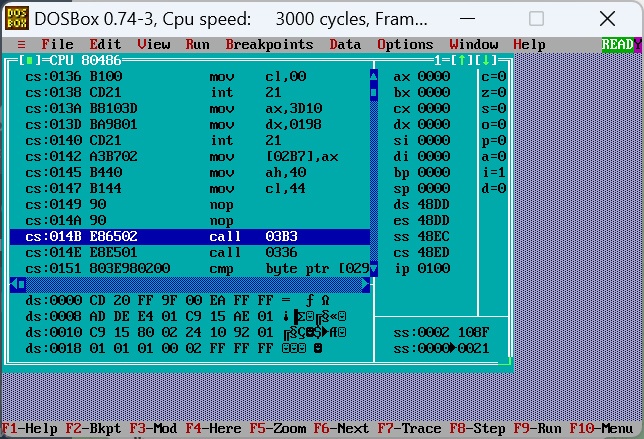 DOSBox 0.74-3, Cpu speed: 3000 cycles, Fram...
≡ File Edit View Run Breakpoints Data Options Window Help READY
[■]=CPU 80486 1=[↑][↓]
cs:0136 B100 mov cl,00 ax 0000 c=0
cs:0138 CD21 int 21 bx 0000 z=0
cs:013A B8103D mov ax,3D10 cx 0000 s=0
cs:013D BA9801 mov dx,0198 dx 0000 o=0
cs:0140 CD21 int 21 si 0000 p=0
cs:0142 A3B702 mov [02B7],ax di 0000 a=0
cs:0145 B440 mov ah,40 bp 0000 i=1
cs:0147 B144 mov cl,44 sp 0000 d=0
cs:0149 90 nop ds 48DD
cs:014A 90 nop es 48DD
cs:014B E86502 call 03B3 ss 48EC
cs:014E E8E501 call 0336 cs 48ED
cs:0151 803E980200 cmp byte ptr [029 ip 0100
ds:0000 CD 20 FF 9F 00 EA FF FF = ƒ Ω
ds:0008 AD DE E4 01 C9 15 AE 01 ¡▐Σ☺╔§«☺
ds:0010 C9 15 80 02 24 10 92 01 ╔§Ç☻$►Æ☺ ss:0002 108F
ds:0018 01 01 01 00 02 FF FF FF ☺☺☺ ☻ ss:0000►0021
F1-Help F2-Bkpt F3-Mod F4-Here F5-Zoom F6-Next F7-Trace F8-Step F9-Run F10-Menu